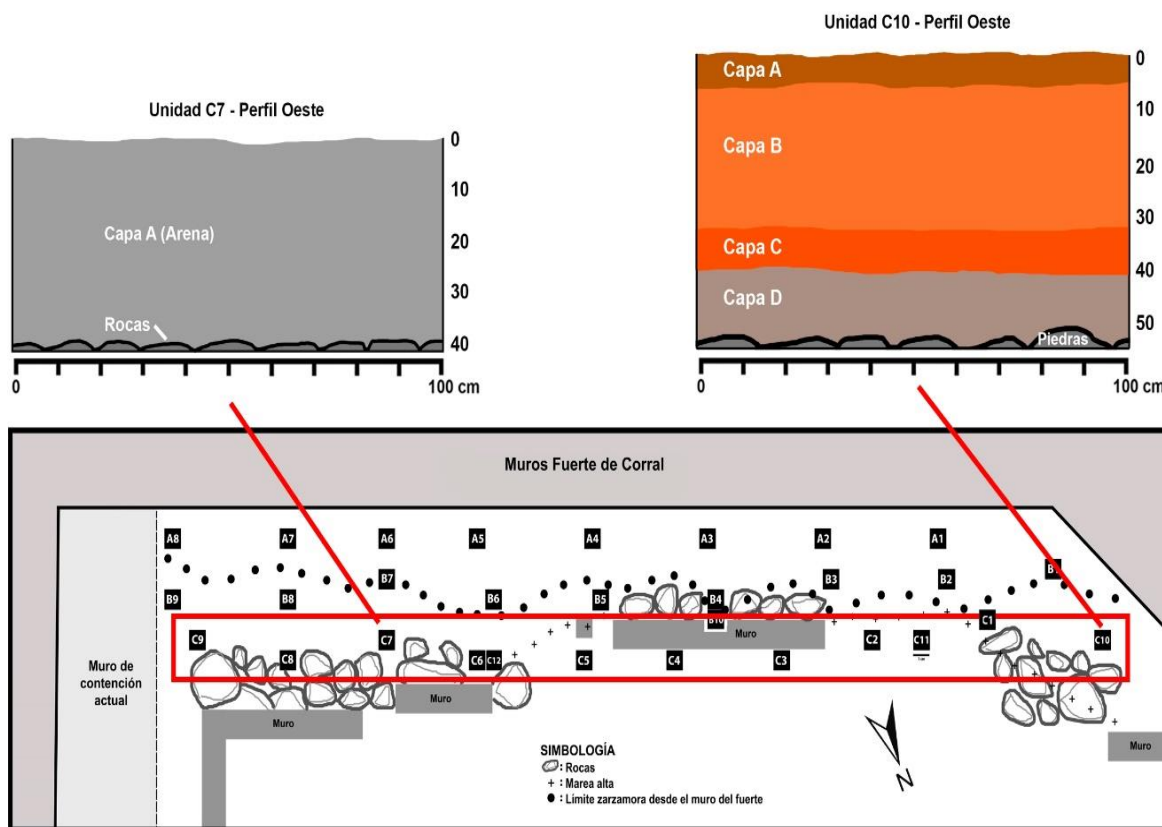 Unidad C10 - Perfil Oeste
Capa A
Capa B
Capa C
Capa D
Piedras
0
10
20
30
40
50
0
100 cm
Unidad C7 - Perfil Oeste
Capa A (Arena)
Rocas
0
10
20
30
40
0
100 cm
Muros Fuerte de Corral
A8 A7 A6 A5 A4 A3 A2 A1
B9 B8 B7 B6 B5 B4 B3 B2
B10
Muro
C9 C8 C7 C6 C12 C5 C4 C3 C2 C11 C1 C10
Muro de
contención
actual
Muro
Muro
Muro
SIMBOLOGÍA
: Rocas
+ : Marea alta
● : Limite zarzamora desde el muro del fuerte
N